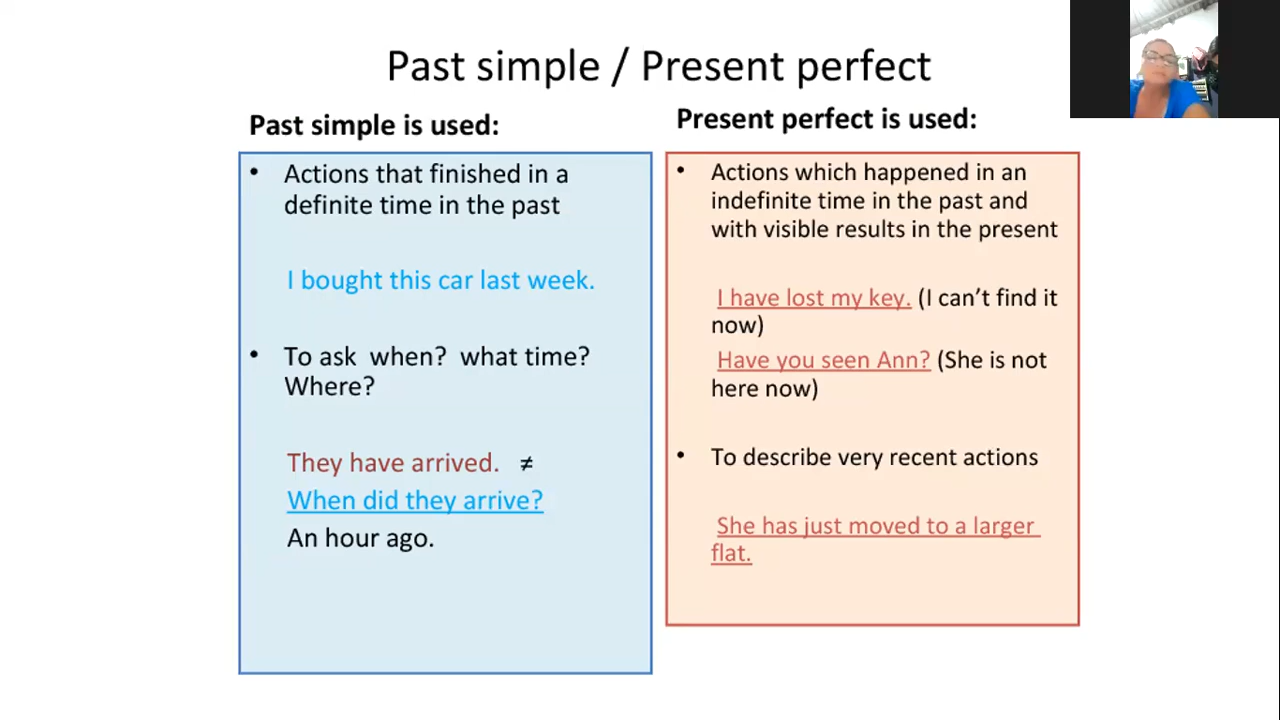 Past simple / Present perfect
Past simple is used:
• Actions that finished in a
definite time in the past
I bought this car last week.
• To ask when? what time?
Where?
They have arrived. ≠
When did they arrive?
An hour ago.
Present perfect is used:
• Actions which happened in an
indefinite time in the past and
with visible results in the present
I have lost my key. (I can’t find it
now)
Have you seen Ann? (She is not
here now)
• To describe very recent actions
She has just moved to a larger
flat.